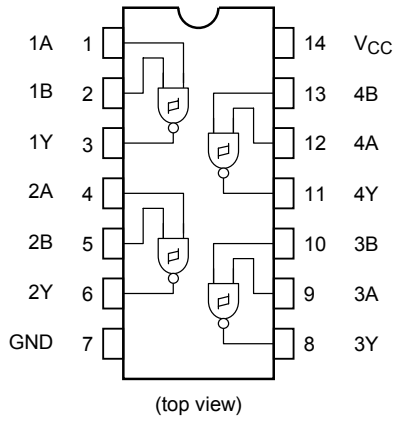 1A 1 14 VCC
1B 2 13 4B
1Y 3 12 4A
2A 4 11 4Y
2B 5 10 3B
2Y 6 9 3A
GND 7 8 3Y
(top view)